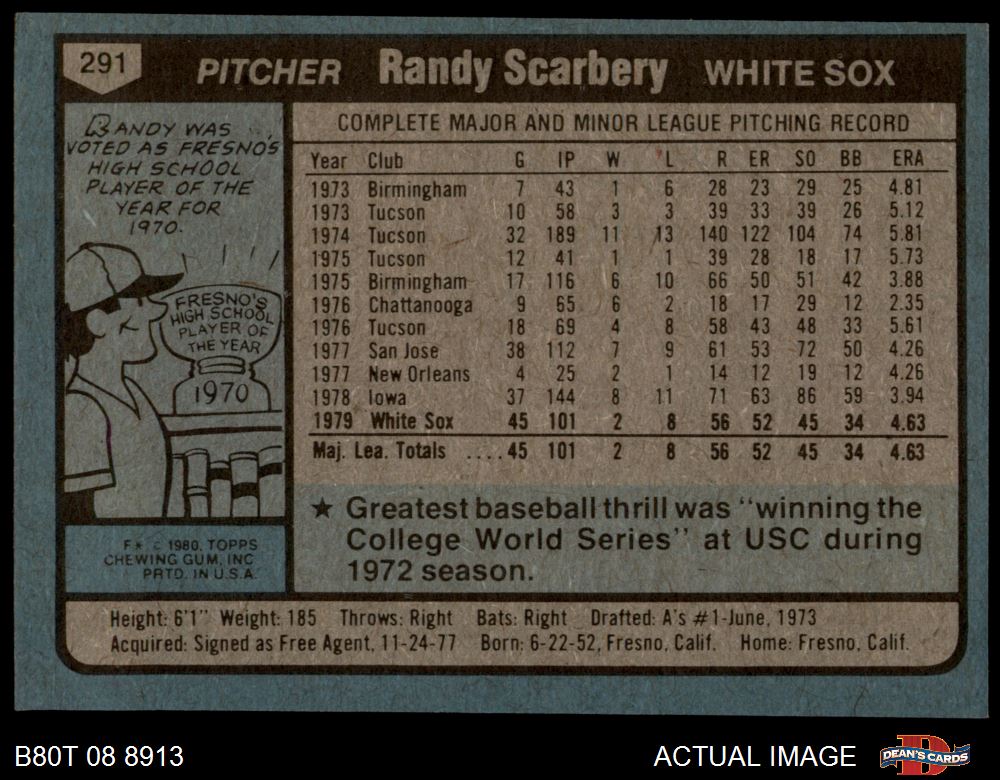 291 PITCHER Randy Scarbery WHITE SOX
RANDY WAS
VOTED AS FRESNO'S
HIGH SCHOOL
PLAYER OF THE
YEAR FOR
1970.
FRESNO'S
HIGH SCHOOL
PLAYER OF
THE YEAR
1970
F* © 1980. TOPPS
CHEWING GUM, INC
PRTD. IN U.S.A.
COMPLETE MAJOR AND MINOR LEAGUE PITCHING RECORD
Year Club G IP W L R ER SO BB ERA
1973 Birmingham 7 43 1 6 28 23 29 25 4.81
1973 Tucson 10 58 3 3 39 33 39 26 5.12
1974 Tucson 32 189 11 13 140 122 104 74 5.81
1975 Tucson 12 41 1 1 39 28 18 17 5.73
1975 Birmingham 17 116 6 10 66 50 51 42 3.88
1976 Chattanooga 9 65 6 2 18 17 29 12 2.35
1976 Tucson 18 69 4 8 58 43 48 33 5.61
1977 San Jose 38 112 7 9 61 53 72 50 4.26
1977 New Orleans 4 25 2 1 14 12 19 12 4.26
1978 Iowa 37 144 8 11 71 63 86 59 3.94
1979 White Sox 45 101 2 8 56 52 45 34 4.63
Maj. Lea. Totals ....45 101 2 8 56 52 45 34 4.63
★ Greatest baseball thrill was "winning the
College World Series" at USC during
1972 season.
Height: 6'1" Weight: 185 Throws: Right Bats: Right Drafted: A's #1-June, 1973
Acquired: Signed as Free Agent, 11-24-77 Born: 6-22-52, Fresno, Calif. Home: Fresno, Calif.
B80T 08 8913 ACTUAL IMAGE D DEAN'S CARDS